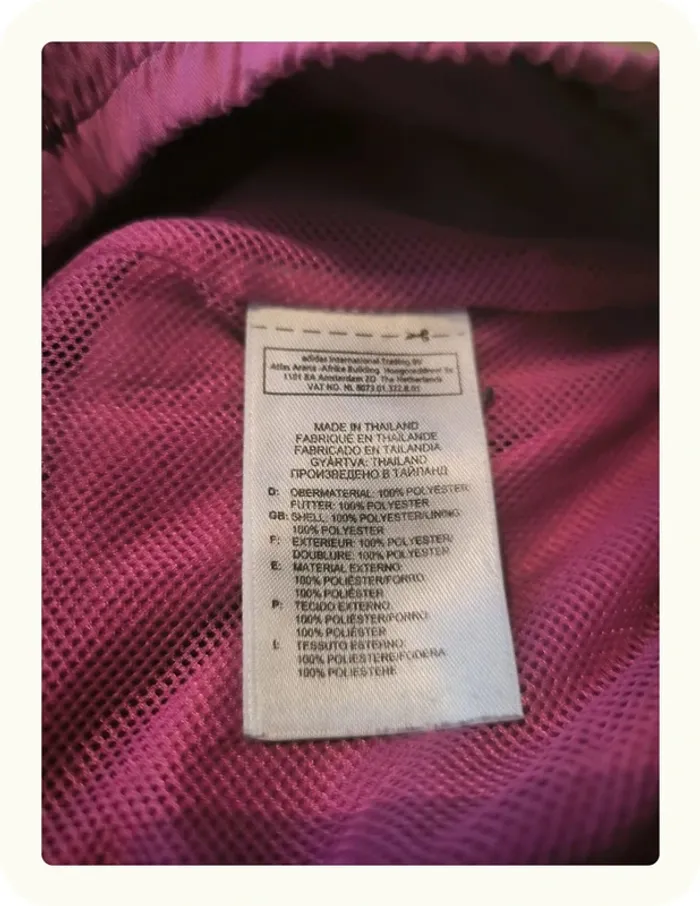 adidas International Trading BV
Atlas Arena -Afrika Building Hoogoorddreef 9a
1101 BA Amsterdam ZO The Netherlands
VAT NO. NL 8073.01.322.B.01
MADE IN THAILAND
FABRIQUÉ EN THAÏLANDE
FABRICADO EN TAILANDIA
GYÁRTVA: THAILAND
ПРОИЗВЕДЕНО В ТАЙЛАНД
D: OBERMATERIAL: 100% POLYESTER
FUTTER: 100% POLYESTER
GB: SHELL: 100% POLYESTER/LINING:
100% POLYESTER
F: EXTERIEUR: 100% POLYESTER/
DOUBLURE: 100% POLYESTER
E: MATERIAL EXTERNO:
100% POLIÉSTER/FORRO:
100% POLIÉSTER
P: TECIDO EXTERNO:
100% POLIÉSTER/FORRO:
100% POLIÉSTER
I: TESSUTO ESTERNO:
100% POLIESTERE/FODERA
100% POLIESTERE